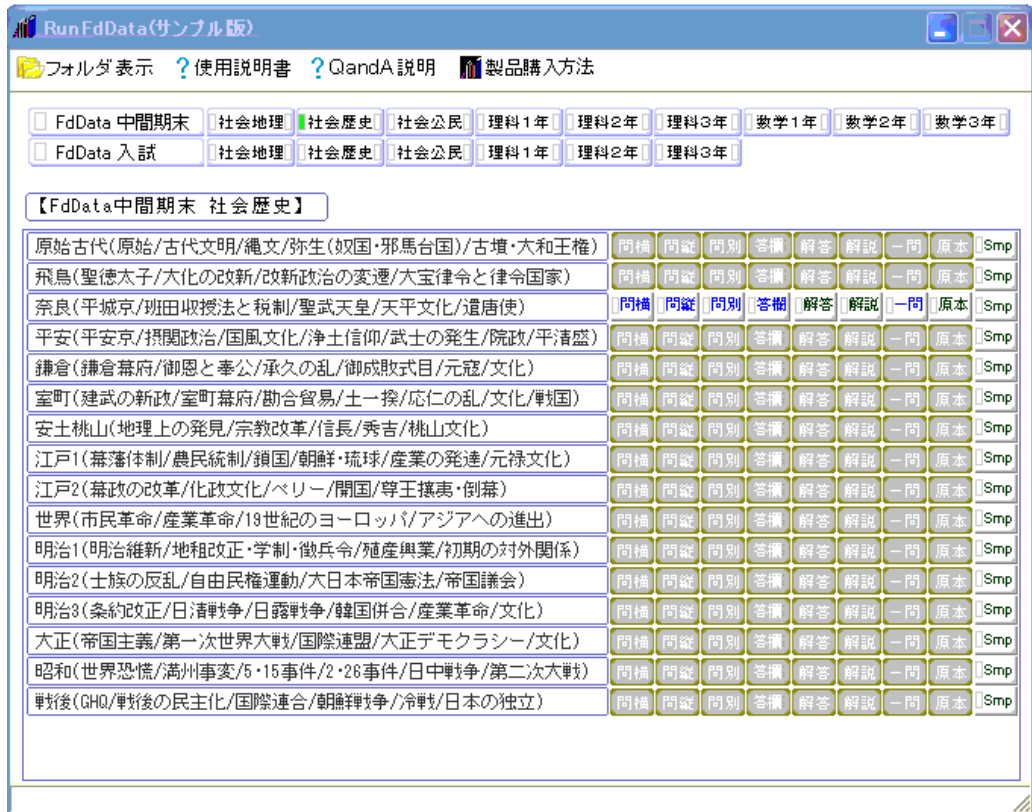 RunFdData(サンプル版)
フォルダ表示 ?使用説明書 ?QandA説明 製品購入方法
FdData 中間期末 社会地理 社会歴史 社会公民 理科1年 理科2年 理科3年 数学1年 数学2年 数学3年
FdData 入試 社会地理 社会歴史 社会公民 理科1年 理科2年 理科3年
【FdData中間期末 社会歴史】
原始古代(原始/古代文明/縄文/弥生(奴国・邪馬台国)/古墳・大和王権) 問横 問縦 問別 答欄 解答 解説 一問 原本 Smp
飛鳥(聖徳太子/大化の改新/改新政治の変遷/大宝律令と律令国家) 問横 問縦 問別 答欄 解答 解説 一問 原本 Smp
奈良(平城京/班田収授法と税制/聖武天皇/天平文化/遣唐使) 問横 問縦 問別 答欄 解答 解説 一問 原本 Smp
平安(平安京/摂関政治/国風文化/浄土信仰/武士の発生/院政/平清盛) 問横 問縦 問別 答欄 解答 解説 一問 原本 Smp
鎌倉(鎌倉幕府/御恩と奉公/承久の乱/御成敗式目/元寇/文化) 問横 問縦 問別 答欄 解答 解説 一問 原本 Smp
室町(建武の新政/室町幕府/勘合貿易/土一揆/応仁の乱/文化/戦国) 問横 問縦 問別 答欄 解答 解説 一問 原本 Smp
安土桃山(地理上の発見/宗教改革/信長/秀吉/桃山文化) 問横 問縦 問別 答欄 解答 解説 一問 原本 Smp
江戸1(幕藩体制/農民統制/鎖国/朝鮮・琉球/産業の発達/元禄文化) 問横 問縦 問別 答欄 解答 解説 一問 原本 Smp
江戸2(幕政の改革/化政文化/ペリー/開国/尊王攘夷・倒幕) 問横 問縦 問別 答欄 解答 解説 一問 原本 Smp
世界(市民革命/産業革命/19世紀のヨーロッパ/アジアへの進出) 問横 問縦 問別 答欄 解答 解説 一問 原本 Smp
明治1(明治維新/地租改正・学制・徴兵令/殖産興業/初期の対外関係) 問横 問縦 問別 答欄 解答 解説 一問 原本 Smp
明治2(士族の反乱/自由民権運動/大日本帝国憲法/帝国議会) 問横 問縦 問別 答欄 解答 解説 一問 原本 Smp
明治3(条約改正/日清戦争/日露戦争/韓国併合/産業革命/文化) 問横 問縦 問別 答欄 解答 解説 一問 原本 Smp
大正(帝国主義/第一次世界大戦/国際連盟/大正デモクラシー/文化) 問横 問縦 問別 答欄 解答 解説 一問 原本 Smp
昭和(世界恐慌/満州事変/5・15事件/2・26事件/日中戦争/第二次大戦) 問横 問縦 問別 答欄 解答 解説 一問 原本 Smp
戦後(GHQ/戦後の民主化/国際連合/朝鮮戦争/冷戦/日本の独立) 問横 問縦 問別 答欄 解答 解説 一問 原本 Smp